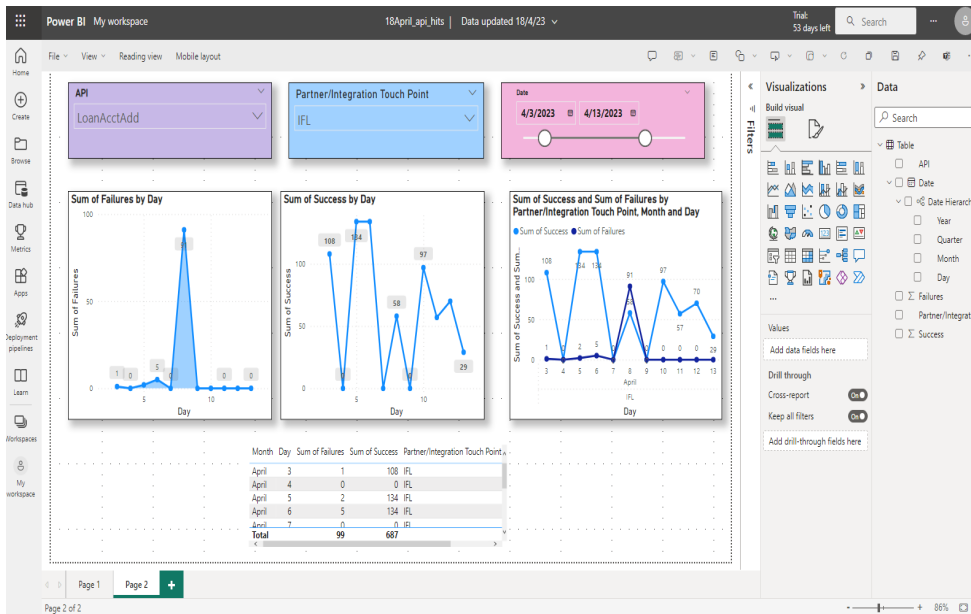 Power BI My workspace
18April_api_hits | Data updated 18/4/23
Trial:
53 days left
Search
File View Reading view Mobile layout
Home
Create
Browse
Data hub
Metrics
Apps
Deployment
pipelines
Learn
Workspaces
My
workspace
API
LoanAcctAdd
Partner/Integration Touch Point
IFL
Date
4/3/2023 4/13/2023
Sum of Failures by Day
Sum of Failures
100
50
0
1 0 5 0 0 0
5 10
Day
Sum of Success by Day
Sum of Success
100
50
0
108 134 58 97 29
5 10
Day
Sum of Success and Sum of Failures by
Partner/Integration Touch Point, Month and Day
Sum of Success Sum of Failures
Sum of Success and Sum...
100
50
0
108 134 134 91 58 97 57 70 29
1 0 2 5 0 0 0 0 0 0
3 4 5 6 7 8 9 10 11 12 13
April
IFL
Day
Month Day Sum of Failures Sum of Success Partner/Integration Touch Point
April 3 1 108 IFL
April 4 0 0 IFL
April 5 2 134 IFL
April 6 5 134 IFL
April 7 0 0 IFL
Total 99 687
Filters
Visualizations
Build visual
...
Values
Add data fields here
Drill through
Cross-report On
Keep all filters On
Add drill-through fields here
Data
Search
Table
API
Date
Date Hierarch
Year
Quarter
Month
Day
Σ Failures
Partner/Integrat
Σ Success
Page 1 Page 2 +
Page 2 of 2
- + 86%